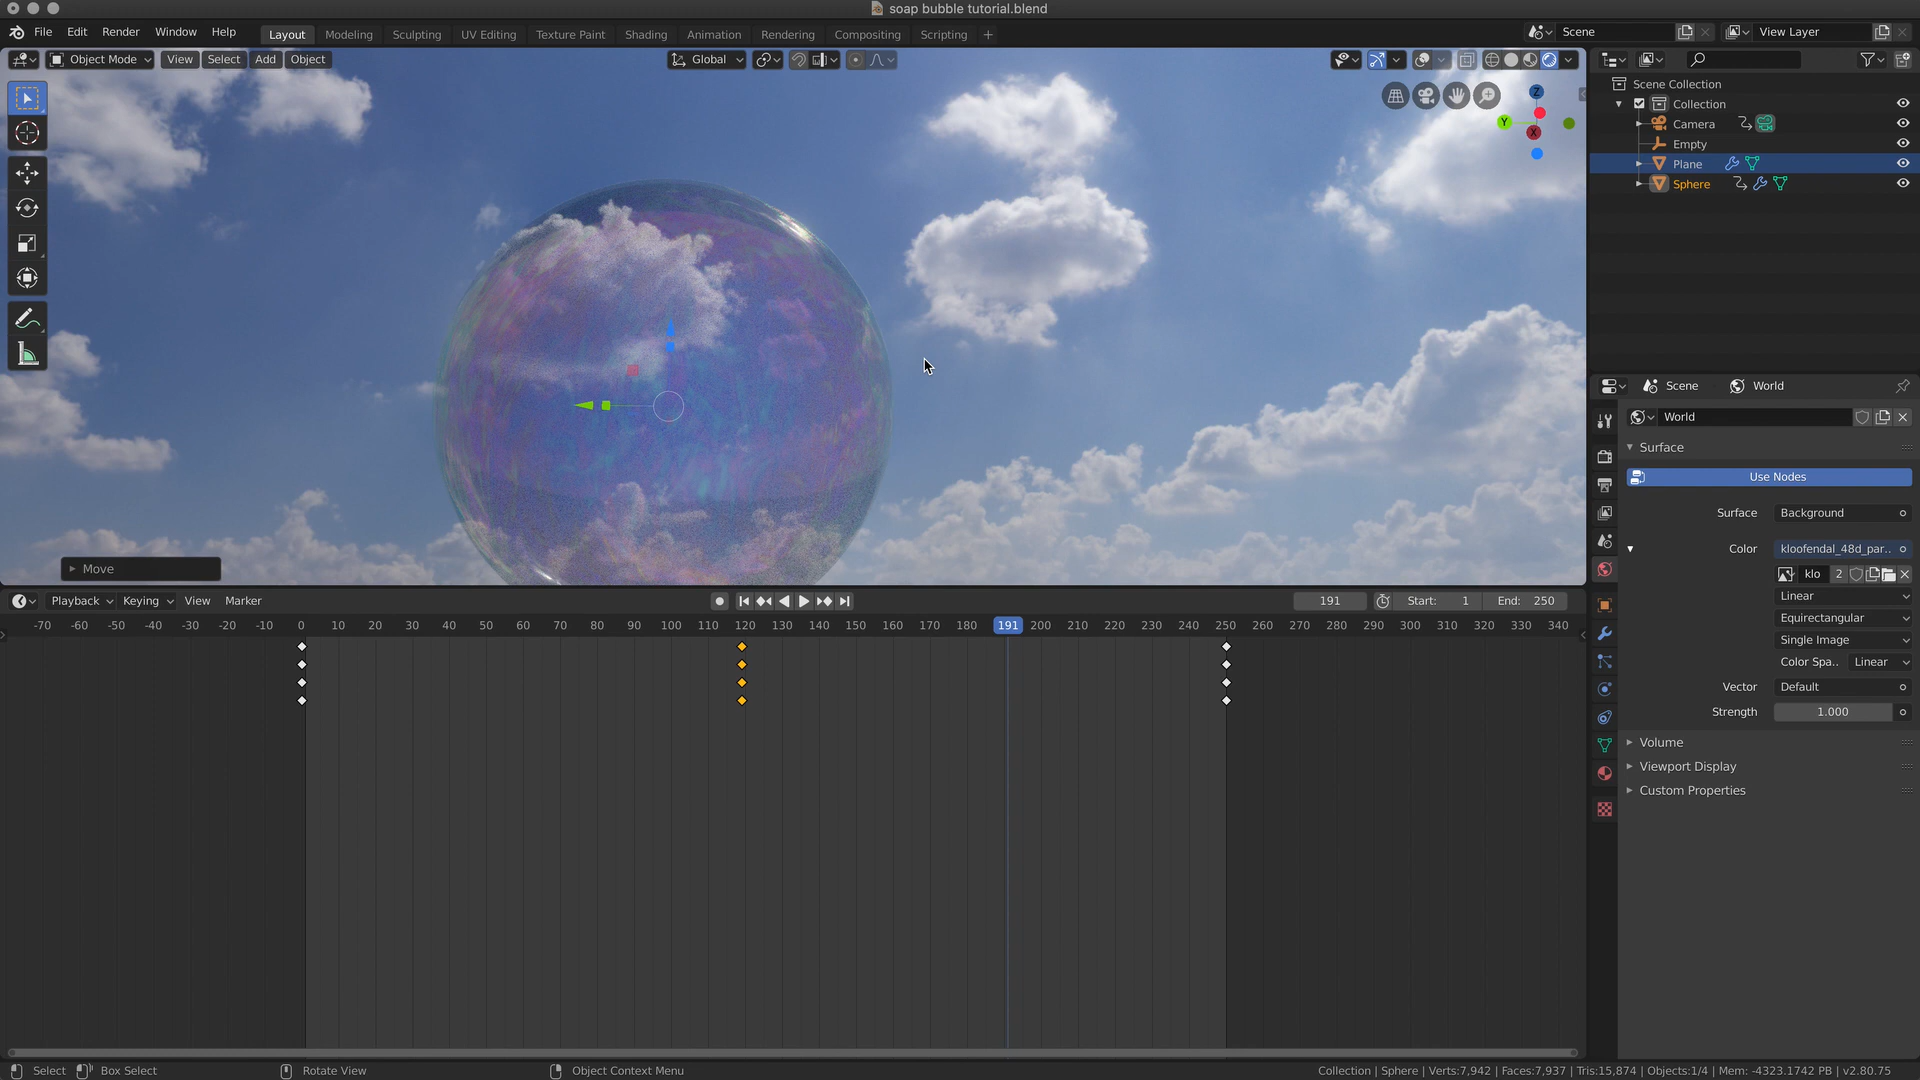 soap bubble tutorial.blend
File Edit Render Window Help Layout Modeling Sculpting UV Editing Texture Paint Shading Animation Rendering Compositing Scripting + Scene View Layer
Object Mode View Select Add Object Global
Scene Collection
Collection
Camera
Empty
Plane
Sphere
Z
Y
X
Scene World
World
Surface
Use Nodes
Surface Background
Color kloofendal_48d_par..
klo 2
Linear
Equirectangular
Single Image
Color Spa.. Linear
Vector Default
Strength 1.000
Volume
Viewport Display
Custom Properties
Move
Playback Keying View Marker 191 Start: 1 End: 250
-70 -60 -50 -40 -30 -20 -10 0 10 20 30 40 50 60 70 80 90 100 110 120 130 140 150 160 170 180 191 200 210 220 230 240 250 260 270 280 290 300 310 320 330 340
Select Box Select Rotate View Object Context Menu Collection | Sphere | Verts:7,942 | Faces:7,937 | Tris:15,874 | Objects:1/4 | Mem: -4323.1742 PB | v2.80.75